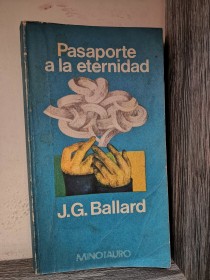 Pasaporte
a la eternidad
J.G. Ballard
MINOTAURO